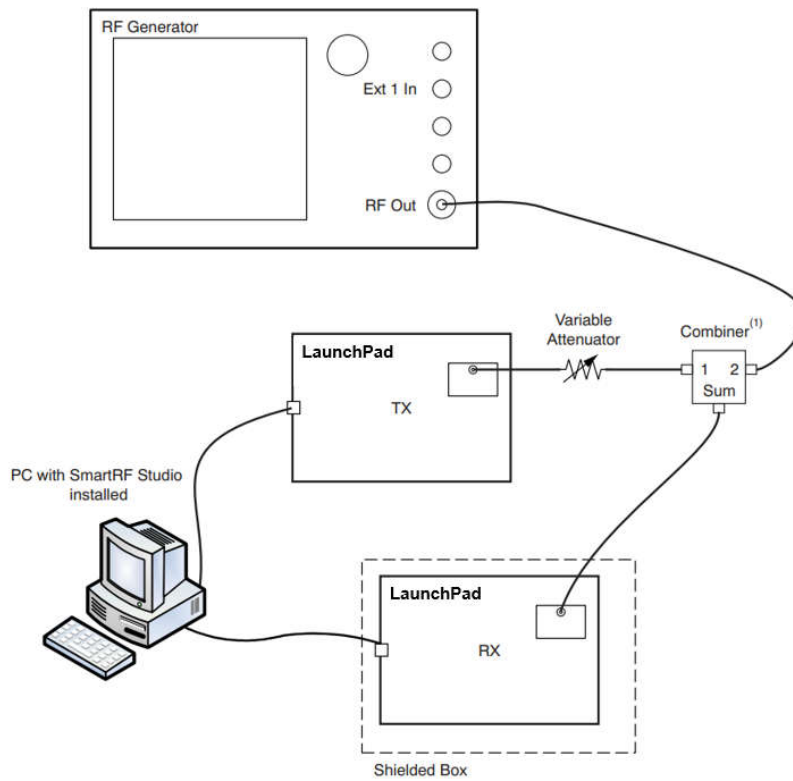 RF Generator
Ext 1 In
RF Out
Variable
Attenuator
Combiner(1)
LaunchPad
1 2
Sum
TX
PC with SmartRF Studio
installed
LaunchPad
RX
Shielded Box